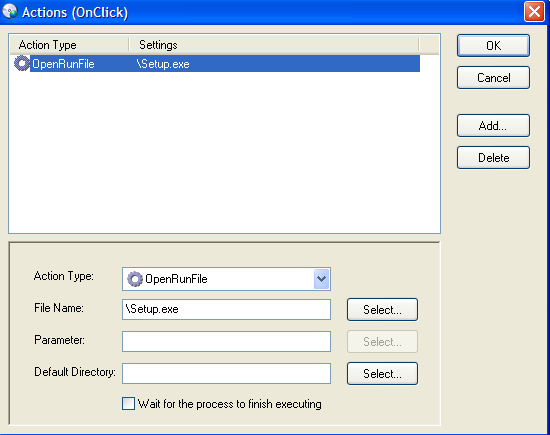 Actions (OnClick)
Action Type Settings
OpenRunFile \Setup.exe
OK
Cancel
Add...
Delete
Action Type: OpenRunFile
File Name: \Setup.exe Select...
Parameter: Select...
Default Directory: Select...
Wait for the process to finish executing